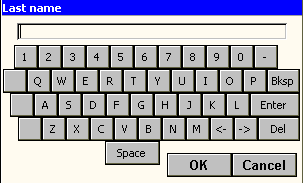 Last name
1 2 3 4 5 6 7 8 9 0 -
Q W E R T Y U I O P Bksp
A S D F G H J K L Enter
Z X C V B N M <- -> Del
Space
OK Cancel